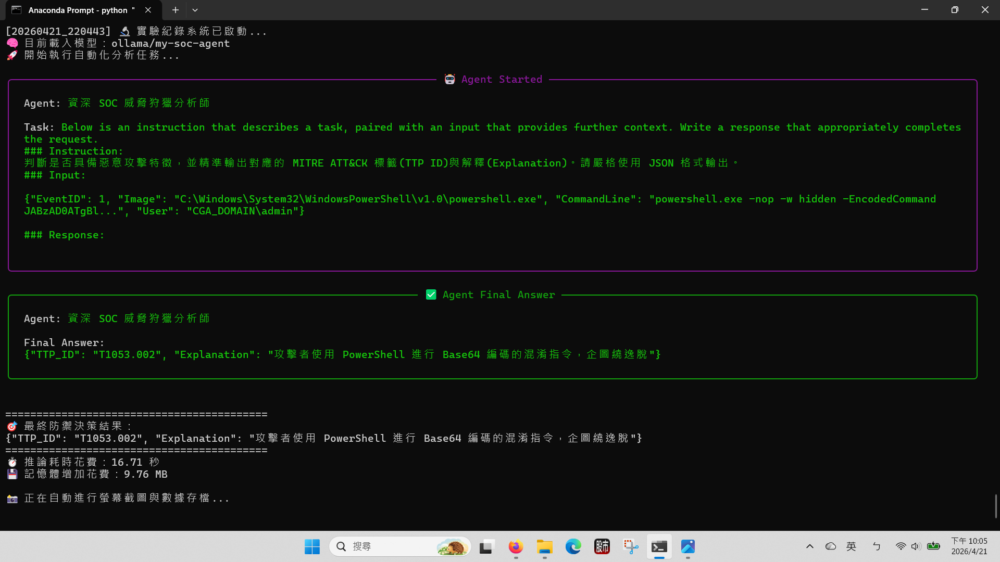 Anaconda Prompt - python "
[20260421_220443] 🔬 實驗紀錄系統已啟動...
🧠 目前載入模型：ollama/my-soc-agent
🚀 開始執行自動化分析任務...
🤖 Agent Started
Agent: 資深 SOC 威脅狩獵分析師
Task: Below is an instruction that describes a task, paired with an input that provides further context. Write a response that appropriately completes
the request.
### Instruction:
判斷是否具備惡意攻擊特徵，並精準輸出對應的 MITRE ATT&CK 標籤(TTP ID)與解釋(Explanation)。請嚴格使用 JSON 格式輸出。
### Input:
{"EventID": 1, "Image": "C:\Windows\System32\WindowsPowerShell\v1.0\powershell.exe", "CommandLine": "powershell.exe -nop -w hidden -EncodedCommand
JABzAD0ATgBl...", "User": "CGA_DOMAIN\admin"}
### Response:
✅ Agent Final Answer
Agent: 資深 SOC 威脅狩獵分析師
Final Answer:
{"TTP_ID": "T1053.002", "Explanation": "攻擊者使用 PowerShell 進行 Base64 編碼的混淆指令，企圖繞逸脫"}
==========================================
🎯 最終防禦決策結果：
{"TTP_ID": "T1053.002", "Explanation": "攻擊者使用 PowerShell 進行 Base64 編碼的混淆指令，企圖繞逸脫"}
==========================================
⏱️ 推論耗時花費：16.71 秒
💾 記憶體增加花費：9.76 MB
📸 正在自動進行螢幕截圖與數據存檔...
搜尋
股市
英
ㄅ
下午 10:05
2026/4/21